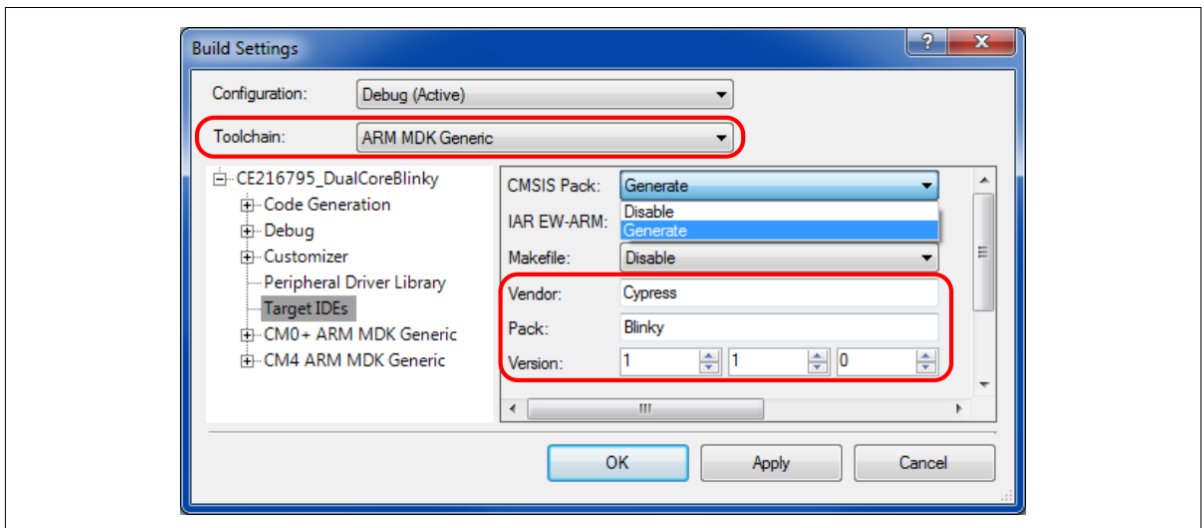 Build Settings
Configuration: Debug (Active)
Toolchain: ARM MDK Generic
CE216795_DualCoreBlinky
Code Generation
Debug
Customizer
Peripheral Driver Library
Target IDEs
CM0+ ARM MDK Generic
CM4 ARM MDK Generic
CMSIS Pack: Generate
Disable
IAR EW-ARM: Generate
Makefile: Disable
Vendor: Cypress
Pack: Blinky
Version: 1 1 0
OK Apply Cancel